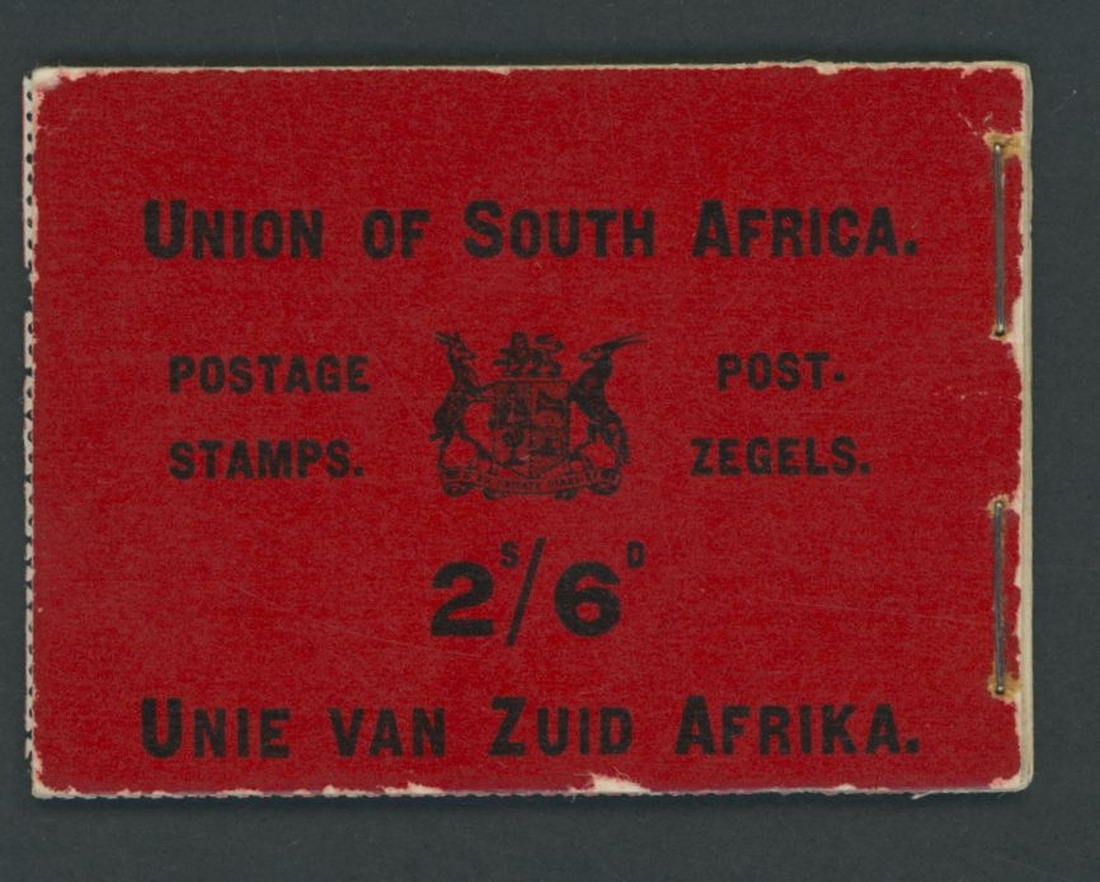 UNION OF SOUTH AFRICA.
POSTAGE
STAMPS.
POST-
ZEGELS.
2S/6D
UNIE VAN ZUID AFRIKA.